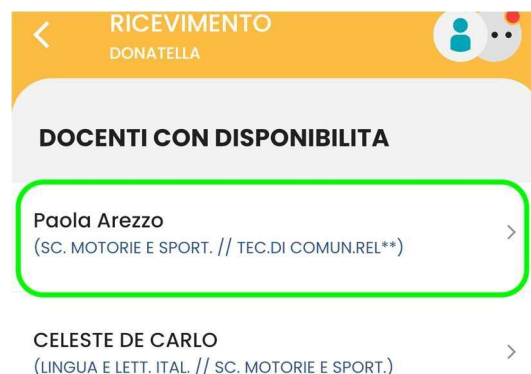 RICEVIMENTO
DONATELLA
DOCENTI CON DISPONIBILITA
Paola Arezzo
(SC. MOTORIE E SPORT. // TEC.DI COMUN.REL**)
CELESTE DE CARLO
(LINGUA E LETT. ITAL. // SC. MOTORIE E SPORT.)